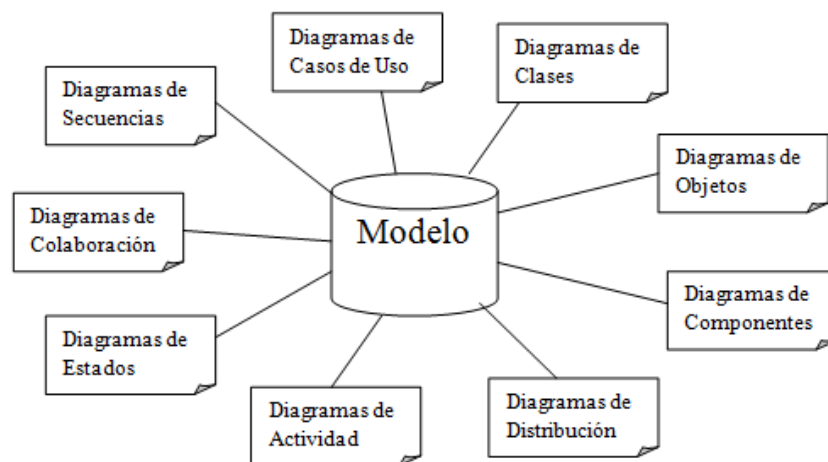 Diagramas de
Casos de Uso
Diagramas de
Clases
Diagramas de
Secuencias
Diagramas de
Objetos
Modelo
Diagramas de
Colaboración
Diagramas de
Componentes
Diagramas de
Estados
Diagramas de
Actividad
Diagramas de
Distribución